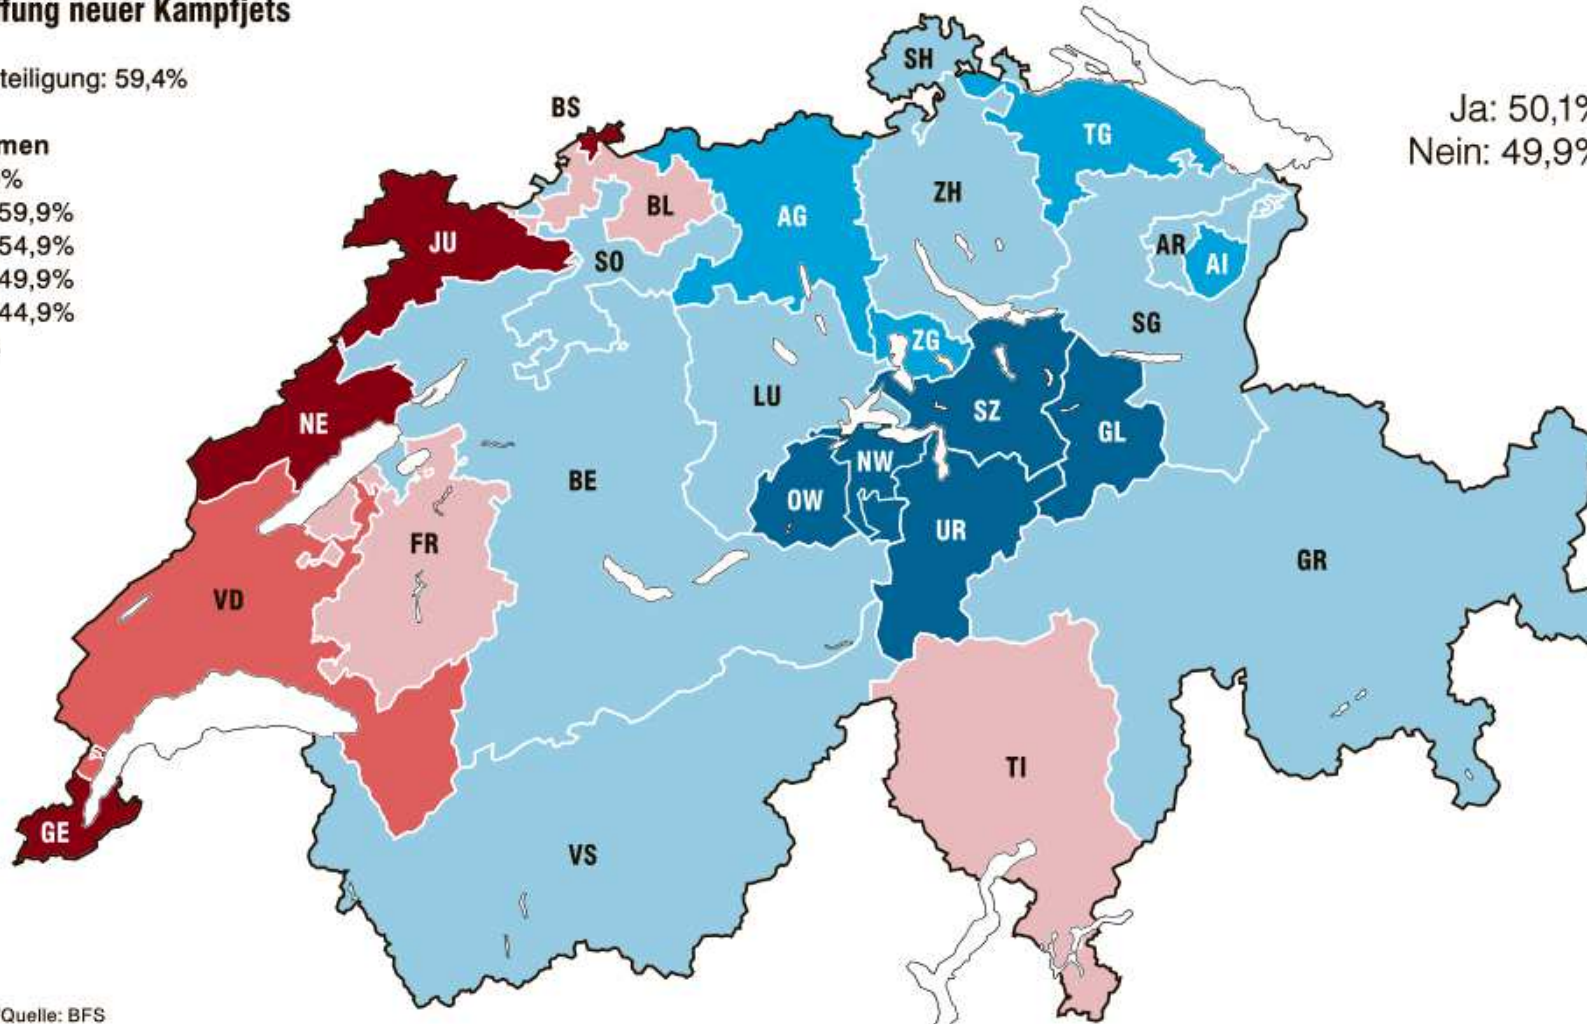 fung neuer Kampfjets
teiligung: 59,4%
men
%
59,9%
54,9%
49,9%
44,9%
Ja: 50,1%
Nein: 49,9%
SH
BS
TG
ZH
BL
AG
JU
SO
AR
AI
SG
ZG
LU
SZ
NE
GL
NW
BE
OW
UR
FR
GR
VD
TI
GE
VS
Quelle: BFS